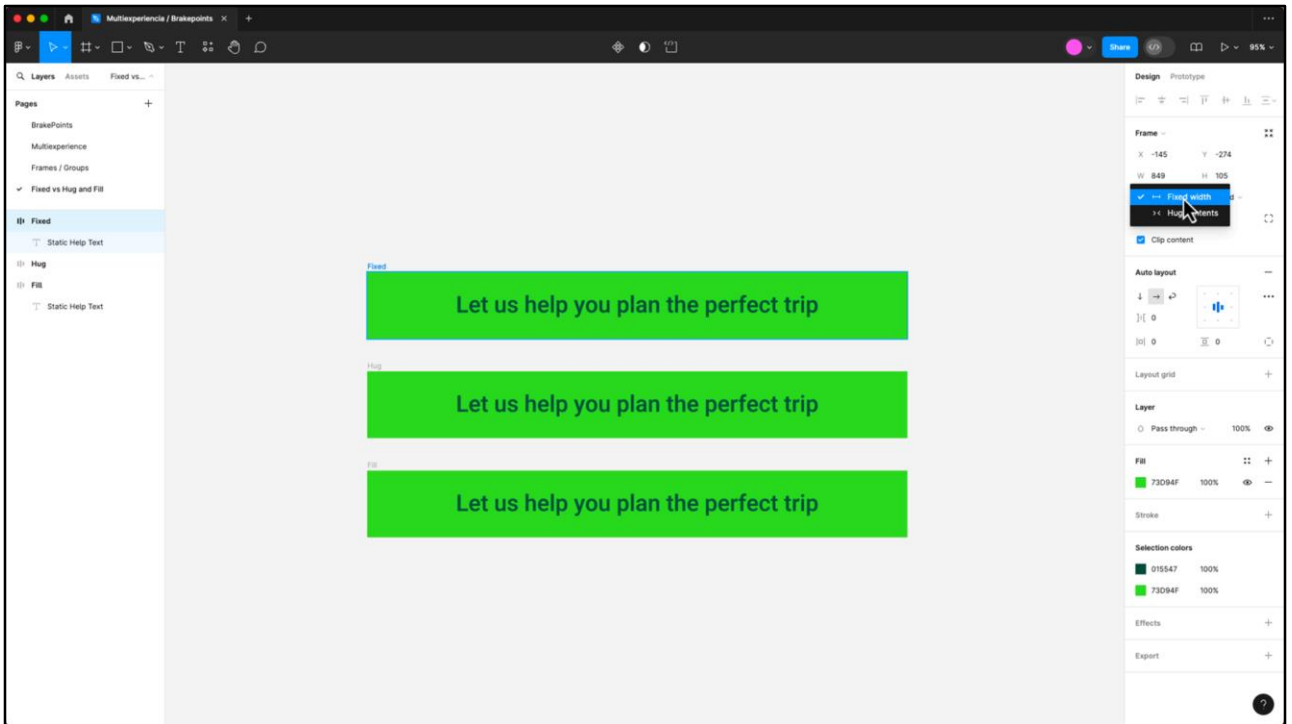 Multiexperiencia / Brakepoints
Share
95%
Layers Assets Fixed vs...
Pages
BrakePoints
Multiexperience
Frames / Groups
Fixed vs Hug and Fill
Fixed
Static Help Text
Hug
Fill
Static Help Text
Fixed
Let us help you plan the perfect trip
Hug
Let us help you plan the perfect trip
Fill
Let us help you plan the perfect trip
Design Prototype
Frame
X -145 Y -274
W 849 H 105
Fixed width
Hug
Clip content
Auto layout
0
0 0
Layout grid
Layer
Pass through 100%
Fill
73D94F 100%
Stroke
Selection colors
015547 100%
73D94F 100%
Effects
Export
?